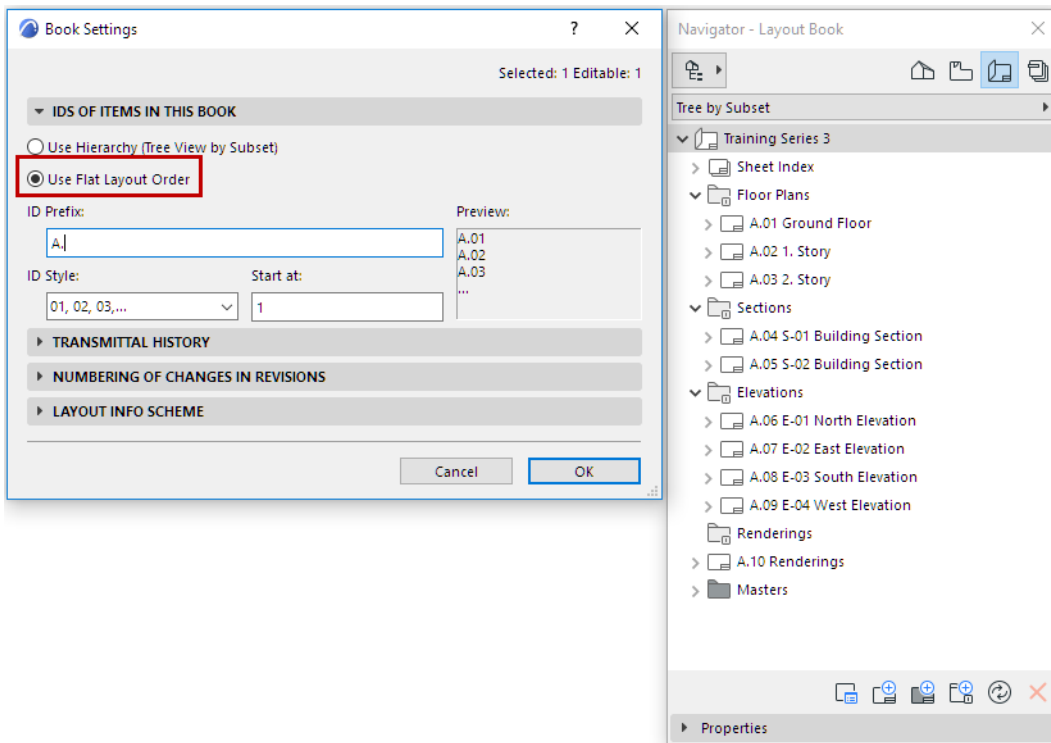 Book Settings
?
Selected: 1 Editable: 1
IDS OF ITEMS IN THIS BOOK
Use Hierarchy (Tree View by Subset)
Use Flat Layout Order
ID Prefix:
Preview:
A.
A.01
A.02
A.03
...
ID Style:
Start at:
01, 02, 03,...
1
TRANSMITTAL HISTORY
NUMBERING OF CHANGES IN REVISIONS
LAYOUT INFO SCHEME
Cancel
OK
Navigator - Layout Book
Tree by Subset
Training Series 3
Sheet Index
Floor Plans
A.01 Ground Floor
A.02 1. Story
A.03 2. Story
Sections
A.04 S-01 Building Section
A.05 S-02 Building Section
Elevations
A.06 E-01 North Elevation
A.07 E-02 East Elevation
A.08 E-03 South Elevation
A.09 E-04 West Elevation
Renderings
A.10 Renderings
Masters
Properties